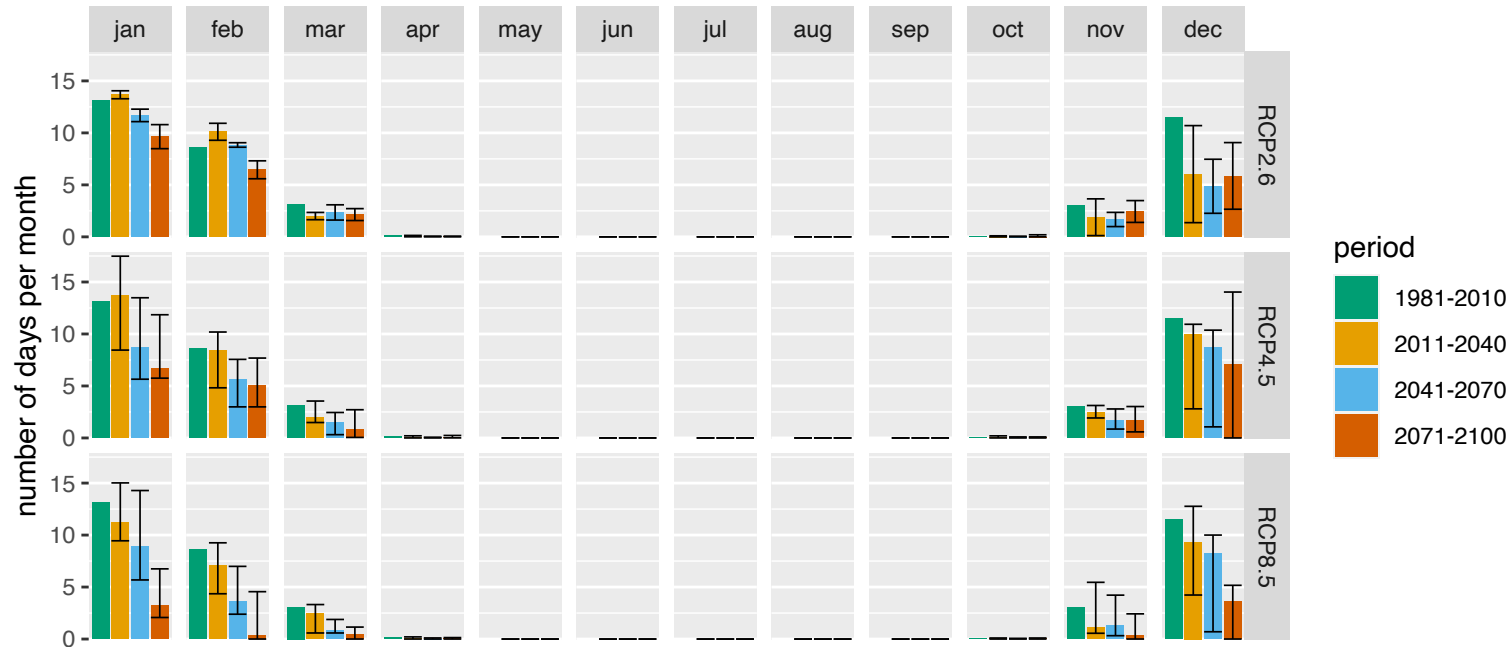 jan feb mar apr may jun jul aug sep oct nov dec
number of days per month
15
10
5
0
RCP2.6
15
10
5
0
RCP4.5
15
10
5
0
RCP8.5
period
1981-2010
2011-2040
2041-2070
2071-2100